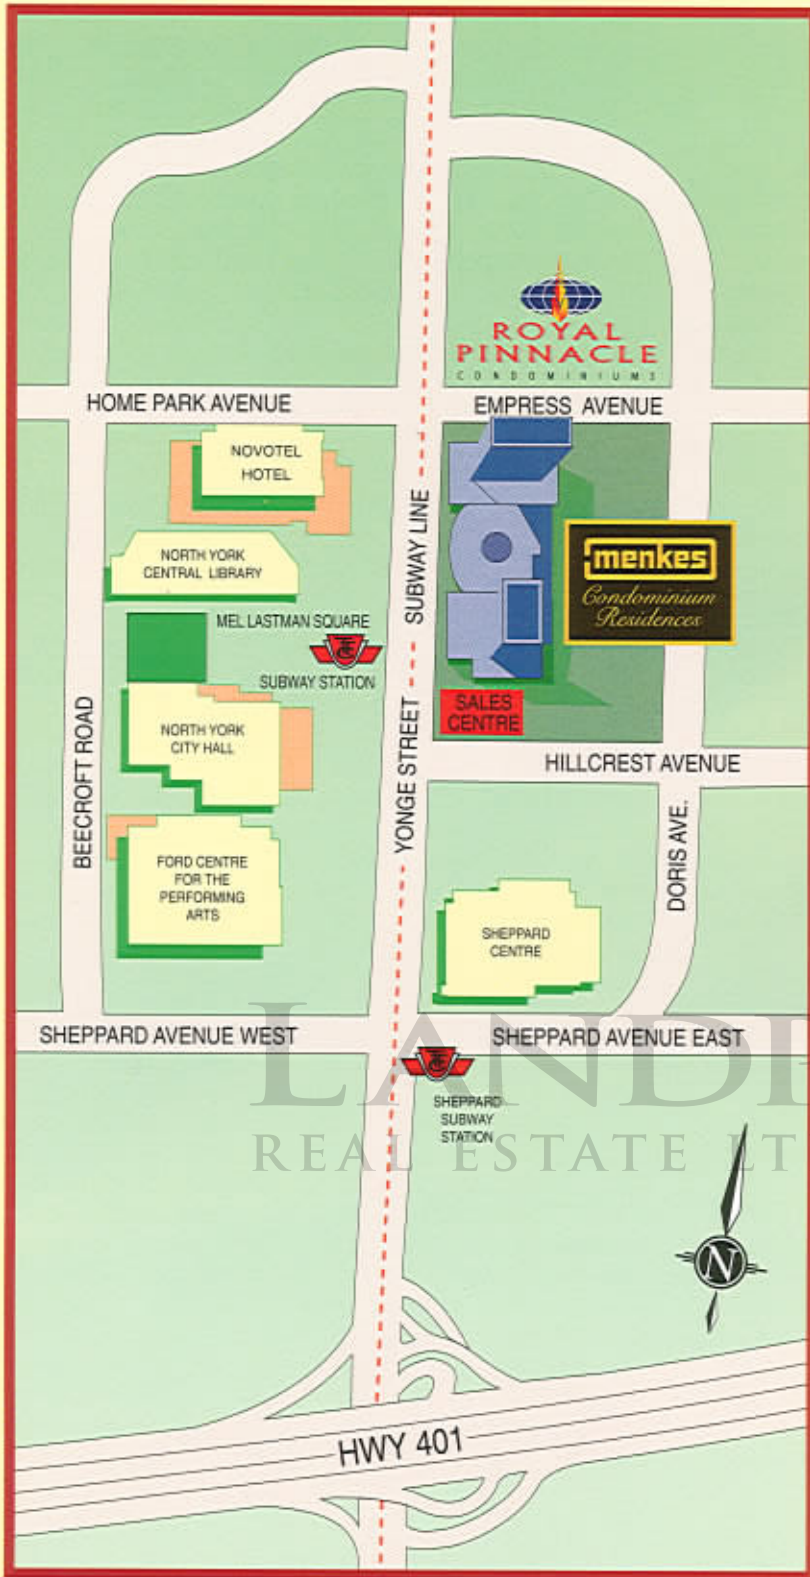 ROYAL
PINNACLE
CONDOMINIUMS
HOME PARK AVENUE
EMPRESS AVENUE
NOVOTEL
HOTEL
SUBWAY LINE
NORTH YORK
CENTRAL LIBRARY
menkes
Condominium
Residences
MEL LASTMAN SQUARE
TTC
SUBWAY STATION
SALES
CENTRE
NORTH YORK
CITY HALL
BEECROFT ROAD
YONGE STREET
HILLCREST AVENUE
DORIS AVE.
FORD CENTRE
FOR THE
PERFORMING
ARTS
SHEPPARD
CENTRE
SHEPPARD AVENUE WEST
SHEPPARD AVENUE EAST
TTC
SHEPPARD
SUBWAY
STATION
REAL ESTATE LT
N
HWY 401